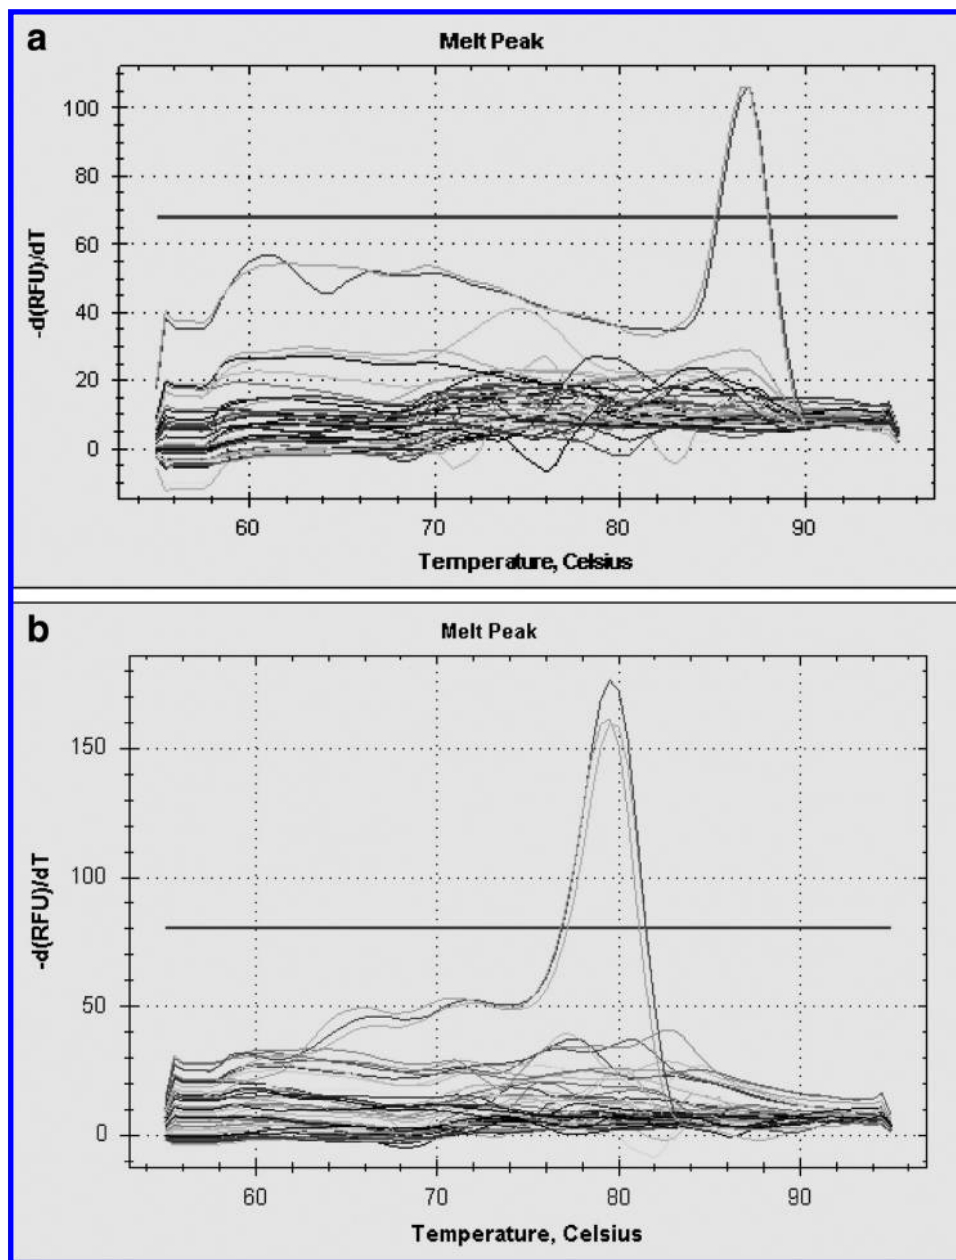 a
Melt Peak
100
80
60
40
20
0
-d(RFU)/dT
60 70 80 90
Temperature, Celsius
b
Melt Peak
150
100
50
0
-d(RFU)/dT
60 70 80 90
Temperature, Celsius